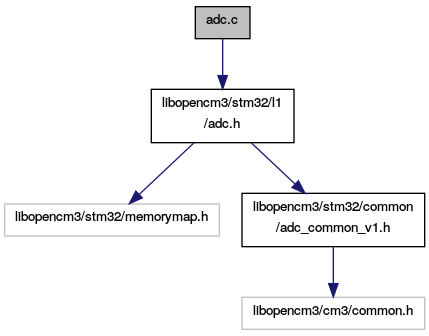 adc.c
libopencm3/stm32/l1
/adc.h
libopencm3/stm32/memorymap.h
libopencm3/stm32/common
/adc_common_v1.h
libopencm3/cm3/common.h